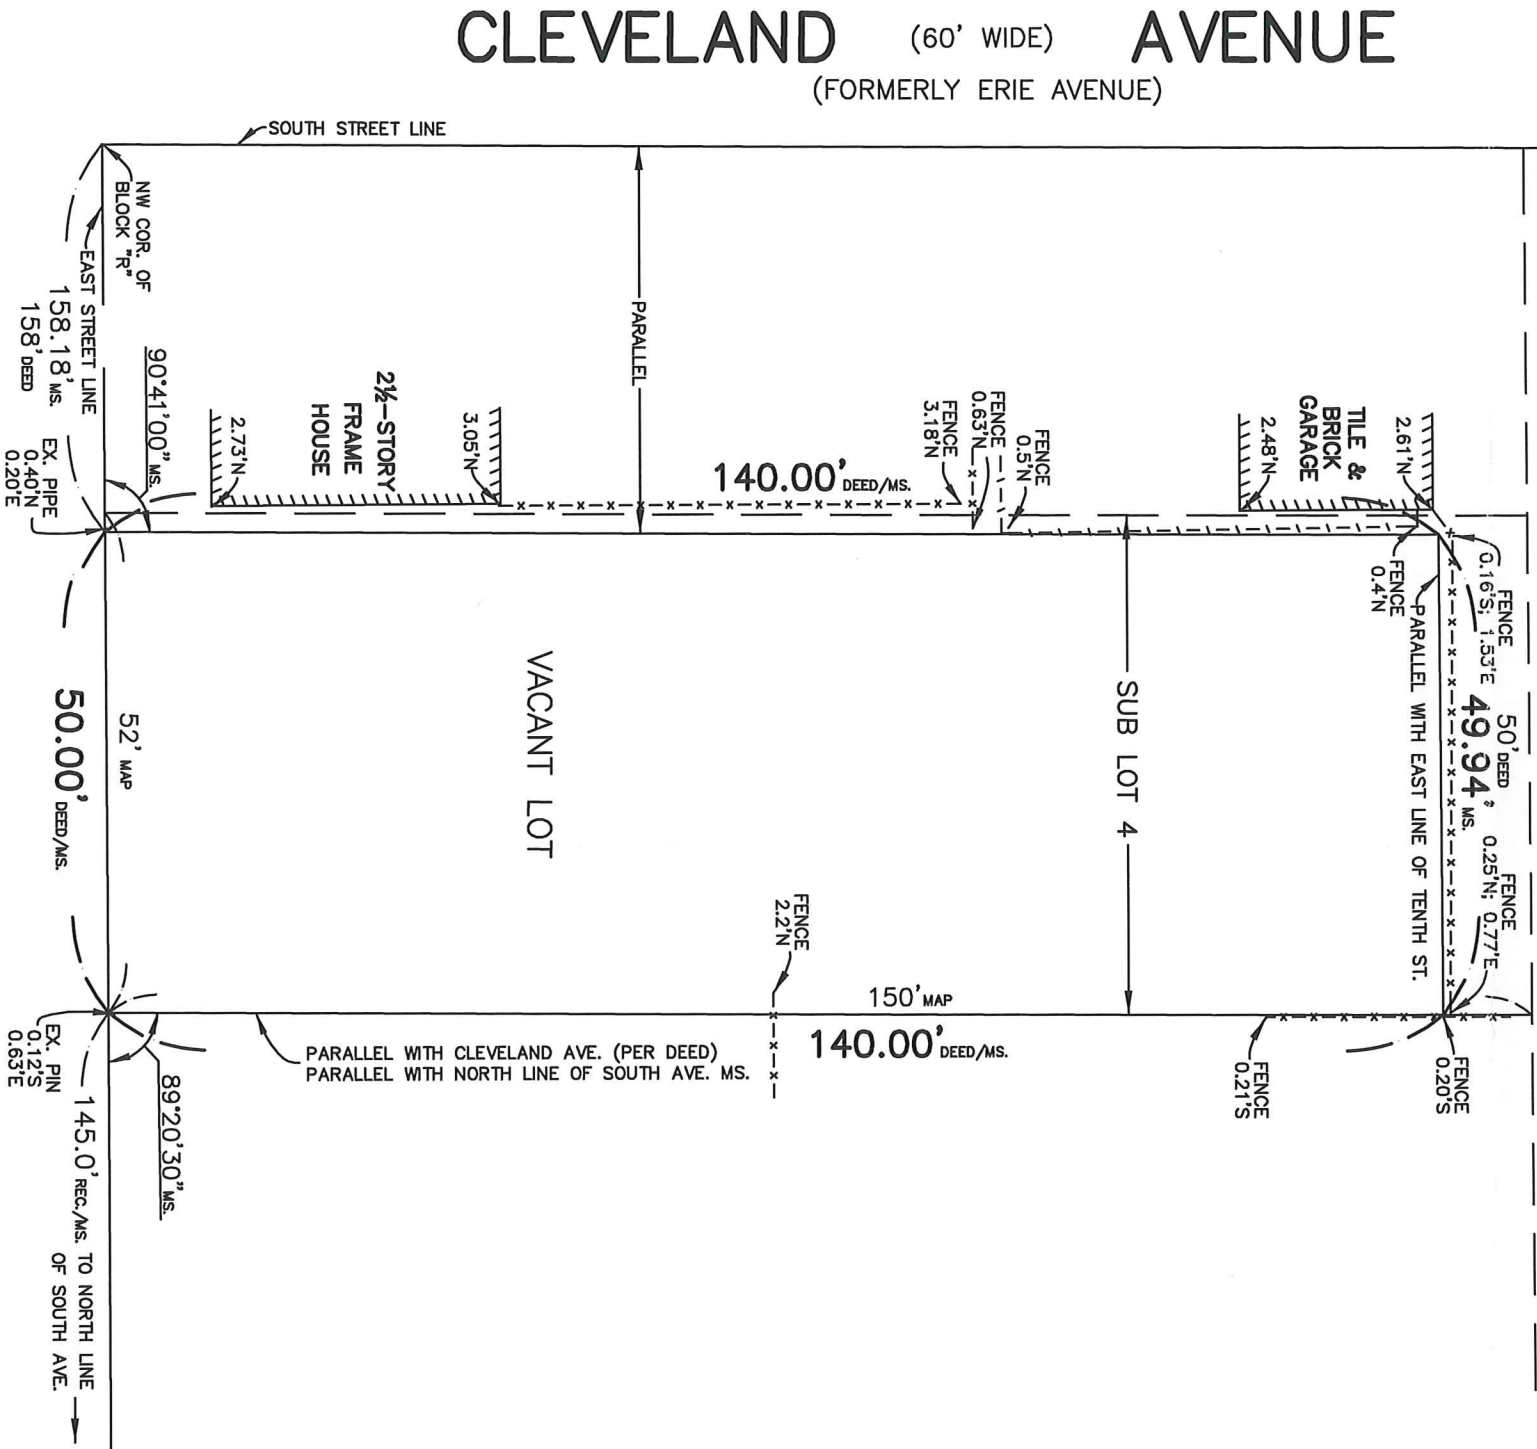 CLEVELAND (60' WIDE) AVENUE
(FORMERLY ERIE AVENUE)
SOUTH STREET LINE
NW COR. OF
BLOCK "R"
EAST STREET LINE
158.18' MS.
158' DEED
90°41'00" MS.
EX. PIPE
0.40'N
0.20'E
2½-STORY
FRAME
HOUSE
2.73'N
3.05'N
PARALLEL
140.00' DEED/MS.
FENCE
3.18'N
FENCE
0.63'N
FENCE
0.5'N
TILE &
BRICK
GARAGE
2.48'N
2.61'N
FENCE
0.4'N
FENCE
0.16'S; 1.53'E
50' DEED
49.94' MS.
FENCE
0.25'N; 0.77'E
PARALLEL WITH EAST LINE OF TENTH ST.
SUB LOT 4
VACANT LOT
52' MAP
50.00' DEED/MS.
FENCE
2.2'N
150' MAP
140.00' DEED/MS.
PARALLEL WITH CLEVELAND AVE. (PER DEED)
PARALLEL WITH NORTH LINE OF SOUTH AVE. MS.
FENCE
0.21'S
FENCE
0.20'S
EX. PIN
0.12'S
0.63'E
89°20'30" MS.
145.0' REC./MS. TO NORTH LINE
OF SOUTH AVE.